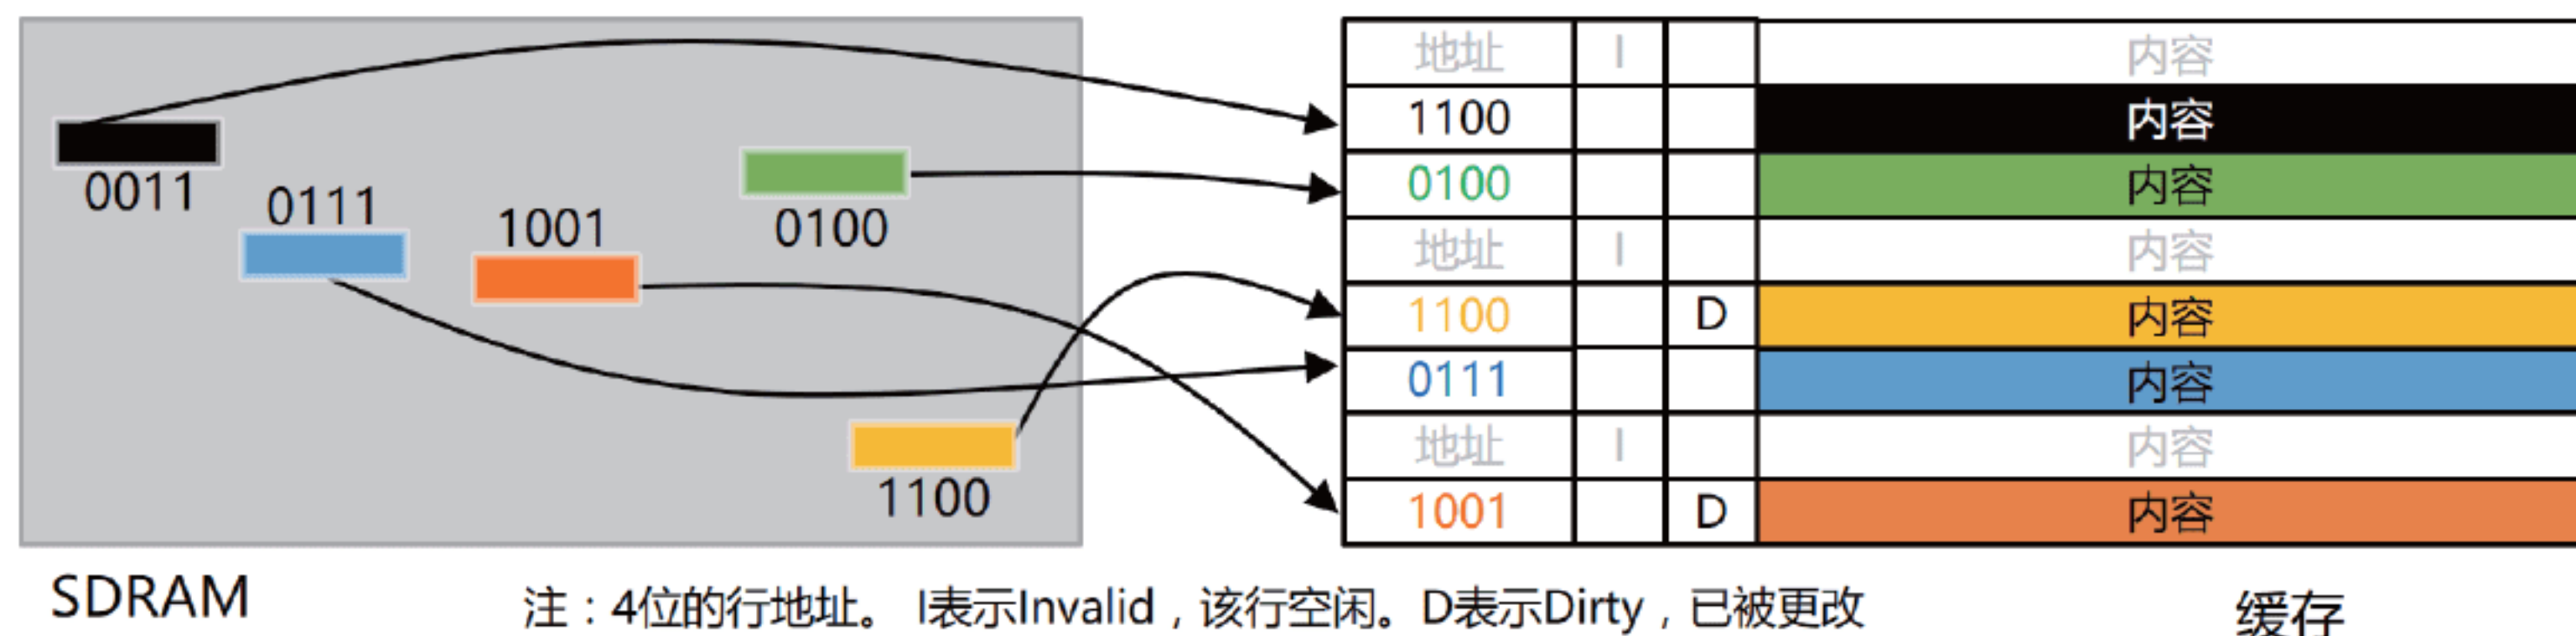 0011
0111
1001
0100
1100
SDRAM
地址 I 内容
1100 内容
0100 内容
地址 I 内容
1100 D 内容
0111 内容
地址 I 内容
1001 D 内容
注：4位的行地址。 I表示Invalid，该行空闲。D表示Dirty，已被更改
缓存